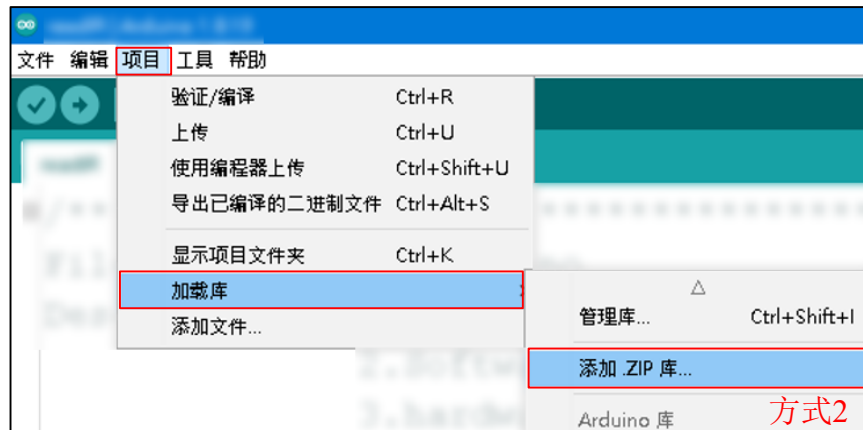 文件 编辑 项目 工具 帮助
验证/编译 Ctrl+R
上传 Ctrl+U
使用编程器上传 Ctrl+Shift+U
导出已编译的二进制文件 Ctrl+Alt+S
显示项目文件夹 Ctrl+K
加载库
添加文件...
管理库... Ctrl+Shift+I
添加 .ZIP 库...
Arduino 库
方式2